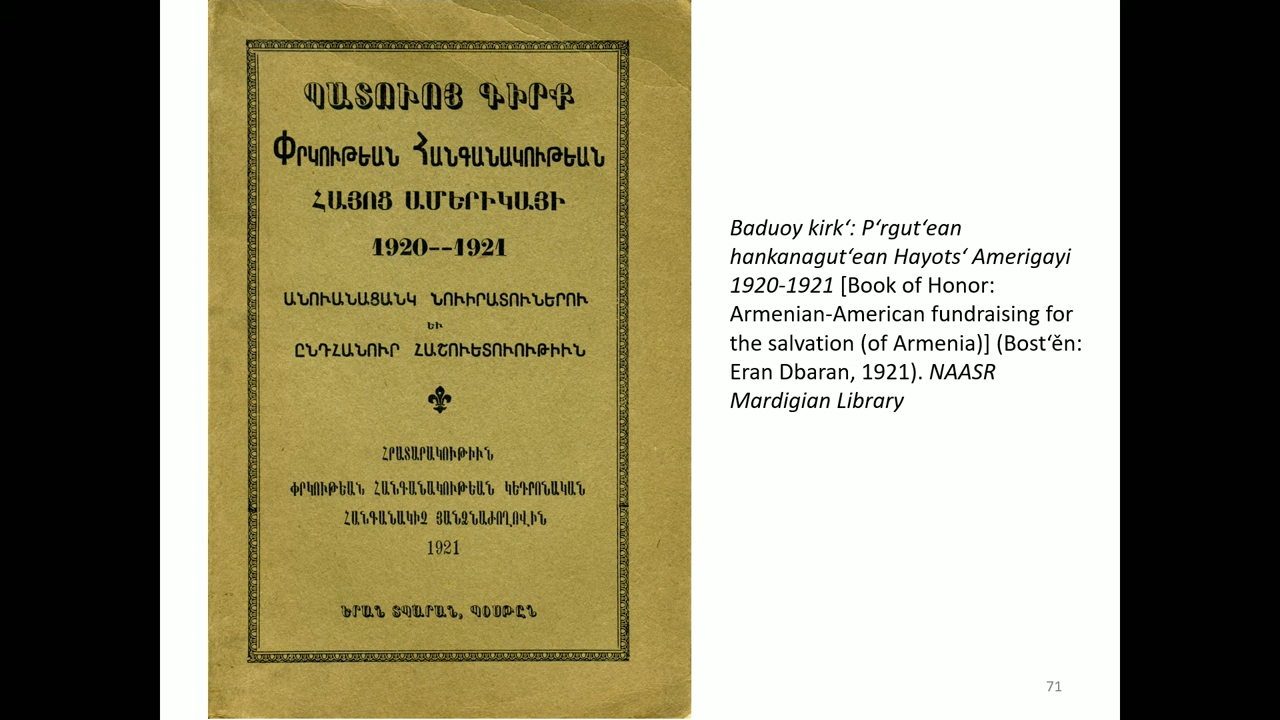 ՊԱՏՈՒՈՅ ԳԻՐՔ
ՓՐԿՈՒԹԵԱՆ ՀԱՆԳԱՆԱԿՈՒԹԵԱՆ
ՀԱՅՈՑ ԱՄԵՐԻԿԱՅԻ
1920--1921
ԱՆՈՒԱՆԱՑԱՆԿ ՆՈՒԻՐԱՏՈՒՆԵՐՈՒ
ԵՒ
ԸՆԴՀԱՆՈՒՐ ՀԱՇՈՒԵՏՈՒՈՒԹԻՒՆ
ՀՐԱՏԱՐԱԿՈՒԹԻՒՆ
ՓՐԿՈՒԹԵԱՆ ՀԱՆԳԱՆԱԿՈՒԹԵԱՆ ԿԵԴՐՈՆԱԿԱՆ
ՀԱՆԳԱՆԱԿԻՉ ՅԱՆՁՆԱԺՈՂՈՎԻՆ
1921
ԵՐԱՆ ՏՊԱՐԱՆ, ՊՕՍԹԸՆ
Baduoy kirk‘: P‘rgut‘ean
hankanagut‘ean Hayots‘ Amerigayi
1920-1921 [Book of Honor:
Armenian-American fundraising for
the salvation (of Armenia)] (Bost‘ĕn:
Eran Dbaran, 1921). NAASR
Mardigian Library
71